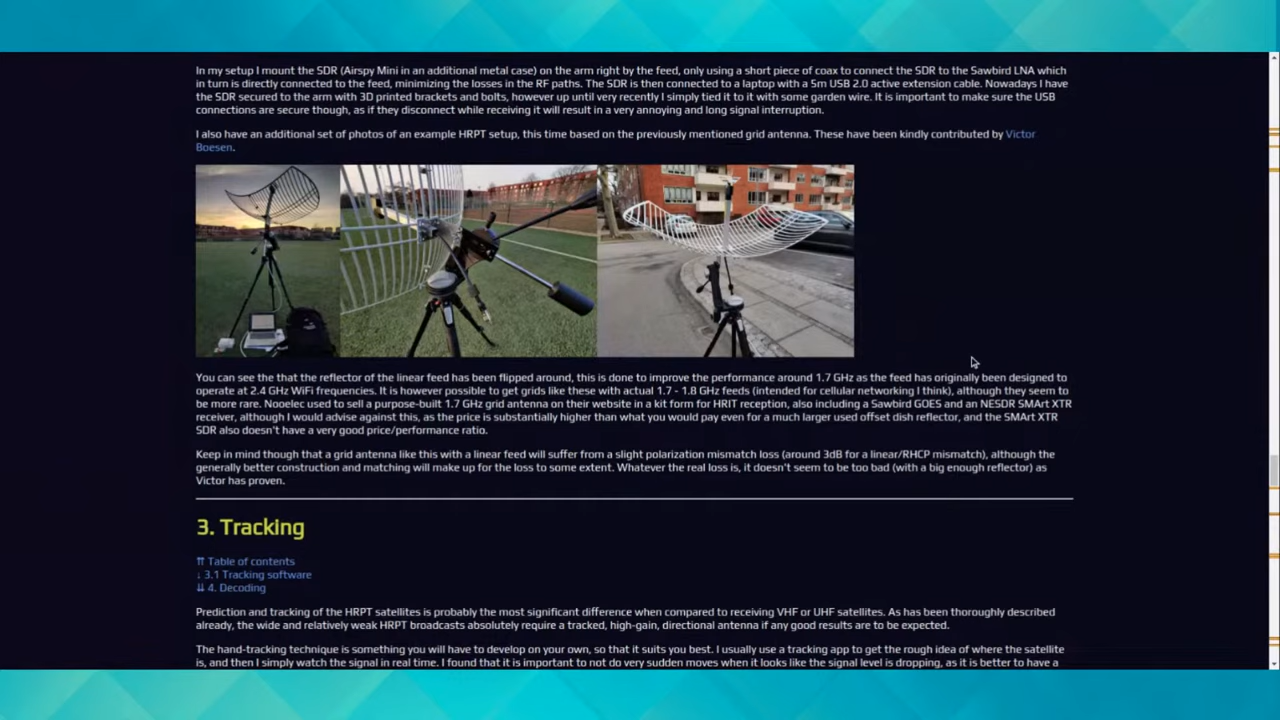 In my setup I mount the SDR (Airspy Mini in an additional metal case) on the arm right by the feed, only using a short piece of coax to connect the SDR to the Sawbird LNA which
in turn is directly connected to the feed, minimizing the losses in the RF paths. The SDR is then connected to a laptop with a 5m USB 2.0 active extension cable. Nowadays I have
the SDR secured to the arm with 3D printed brackets and bolts, however up until very recently I simply tied it to it with some garden wire. It is important to make sure the USB
connections are secure though, as if they disconnect while receiving it will result in a very annoying and long signal interruption.
I also have an additional set of photos of an example HRPT setup, this time based on the previously mentioned grid antenna. These have been kindly contributed by Victor
Boesen.
You can see the that the reflector of the linear feed has been flipped around, this is done to improve the performance around 1.7 GHz as the feed has originally been designed to
operate at 2.4 GHz WiFi frequencies. It is however possible to get grids like these with actual 1.7 - 1.8 GHz feeds (intended for cellular networking I think), although they seem to
be more rare. Nooelec used to sell a purpose-built 1.7 GHz grid antenna on their website in a kit form for HRIT reception, also including a Sawbird GOES and an NESDR SMArt XTR
receiver, although I would advise against this, as the price is substantially higher than what you would pay even for a much larger used offset dish reflector, and the SMArt XTR
SDR also doesn't have a very good price/performance ratio.
Keep in mind though that a grid antenna like this with a linear feed will suffer from a slight polarization mismatch loss (around 3dB for a linear/RHCP mismatch), although the
generally better construction and matching will make up for the loss to some extent. Whatever the real loss is, it doesn't seem to be too bad (with a big enough reflector) as
Victor has proven.
3. Tracking
⇈ Table of contents
↓ 3.1 Tracking software
⇊ 4. Decoding
Prediction and tracking of the HRPT satellites is probably the most significant difference when compared to receiving VHF or UHF satellites. As has been thoroughly described
already, the wide and relatively weak HRPT broadcasts absolutely require a tracked, high-gain, directional antenna if any good results are to be expected.
The hand-tracking technique is something you will have to develop on your own, so that it suits you best. I usually use a tracking app to get the rough idea of where the satellite
is, and then I simply watch the signal in real time. I found that it is important to not do very sudden moves when it looks like the signal level is dropping, as it is better to have a